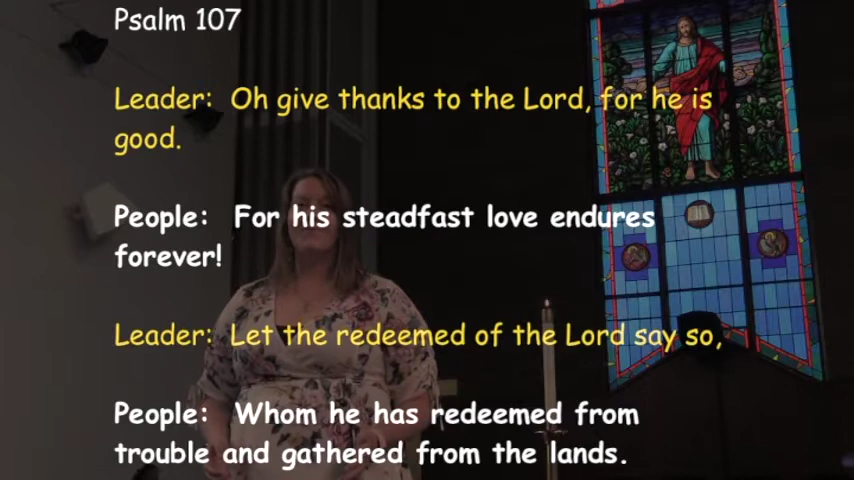 Psalm 107
Leader:  Oh give thanks to the Lord, for he is
good.
People:  For his steadfast love endures
forever!
Leader:  Let the redeemed of the Lord say so,
People:  Whom he has redeemed from
trouble and gathered from the lands.